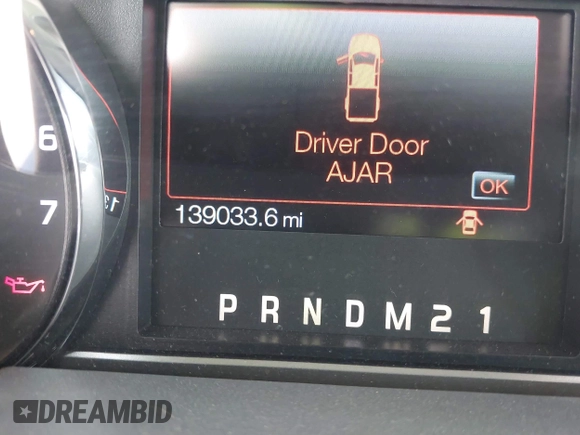 Driver Door
AJAR
OK
6
139033.6 mi
7
P R N D M 2 1
DREAMBID